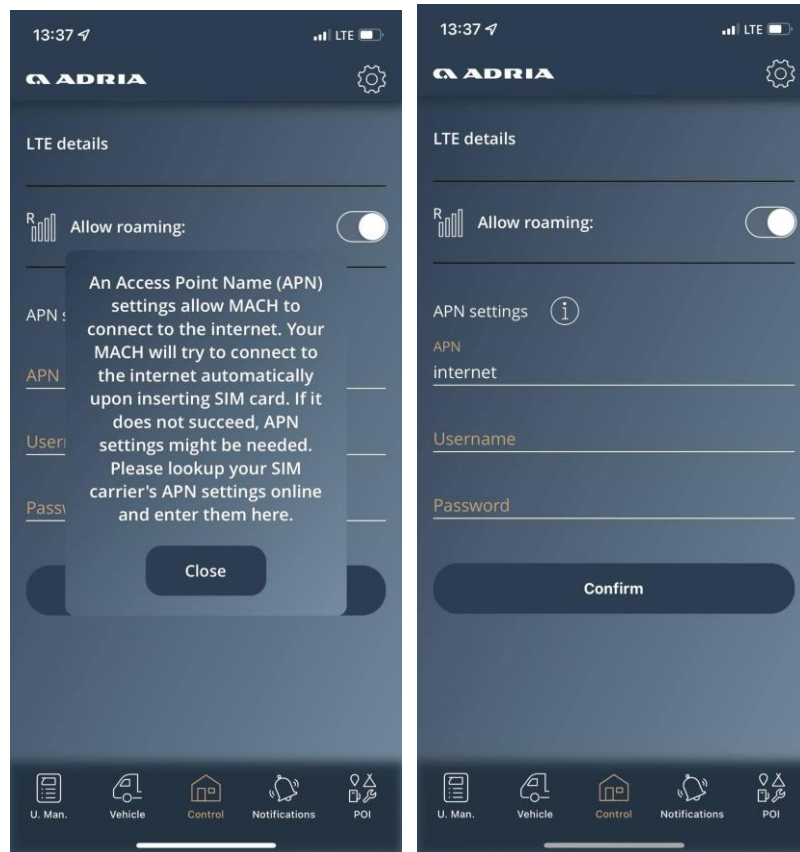 13:37
LTE
ADRIA
LTE details
R
Allow roaming:
APN s
An Access Point Name (APN)
settings allow MACH to
connect to the internet. Your
MACH will try to connect to
the internet automatically
upon inserting SIM card. If it
does not succeed, APN
settings might be needed.
Please lookup your SIM
carrier's APN settings online
and enter them here.
APN
User
Passw
Close
U. Man.
Vehicle
Control
Notifications
POI
13:37
LTE
ADRIA
LTE details
R
Allow roaming:
APN settings i
APN
internet
Username
Password
Confirm
U. Man.
Vehicle
Control
Notifications
POI